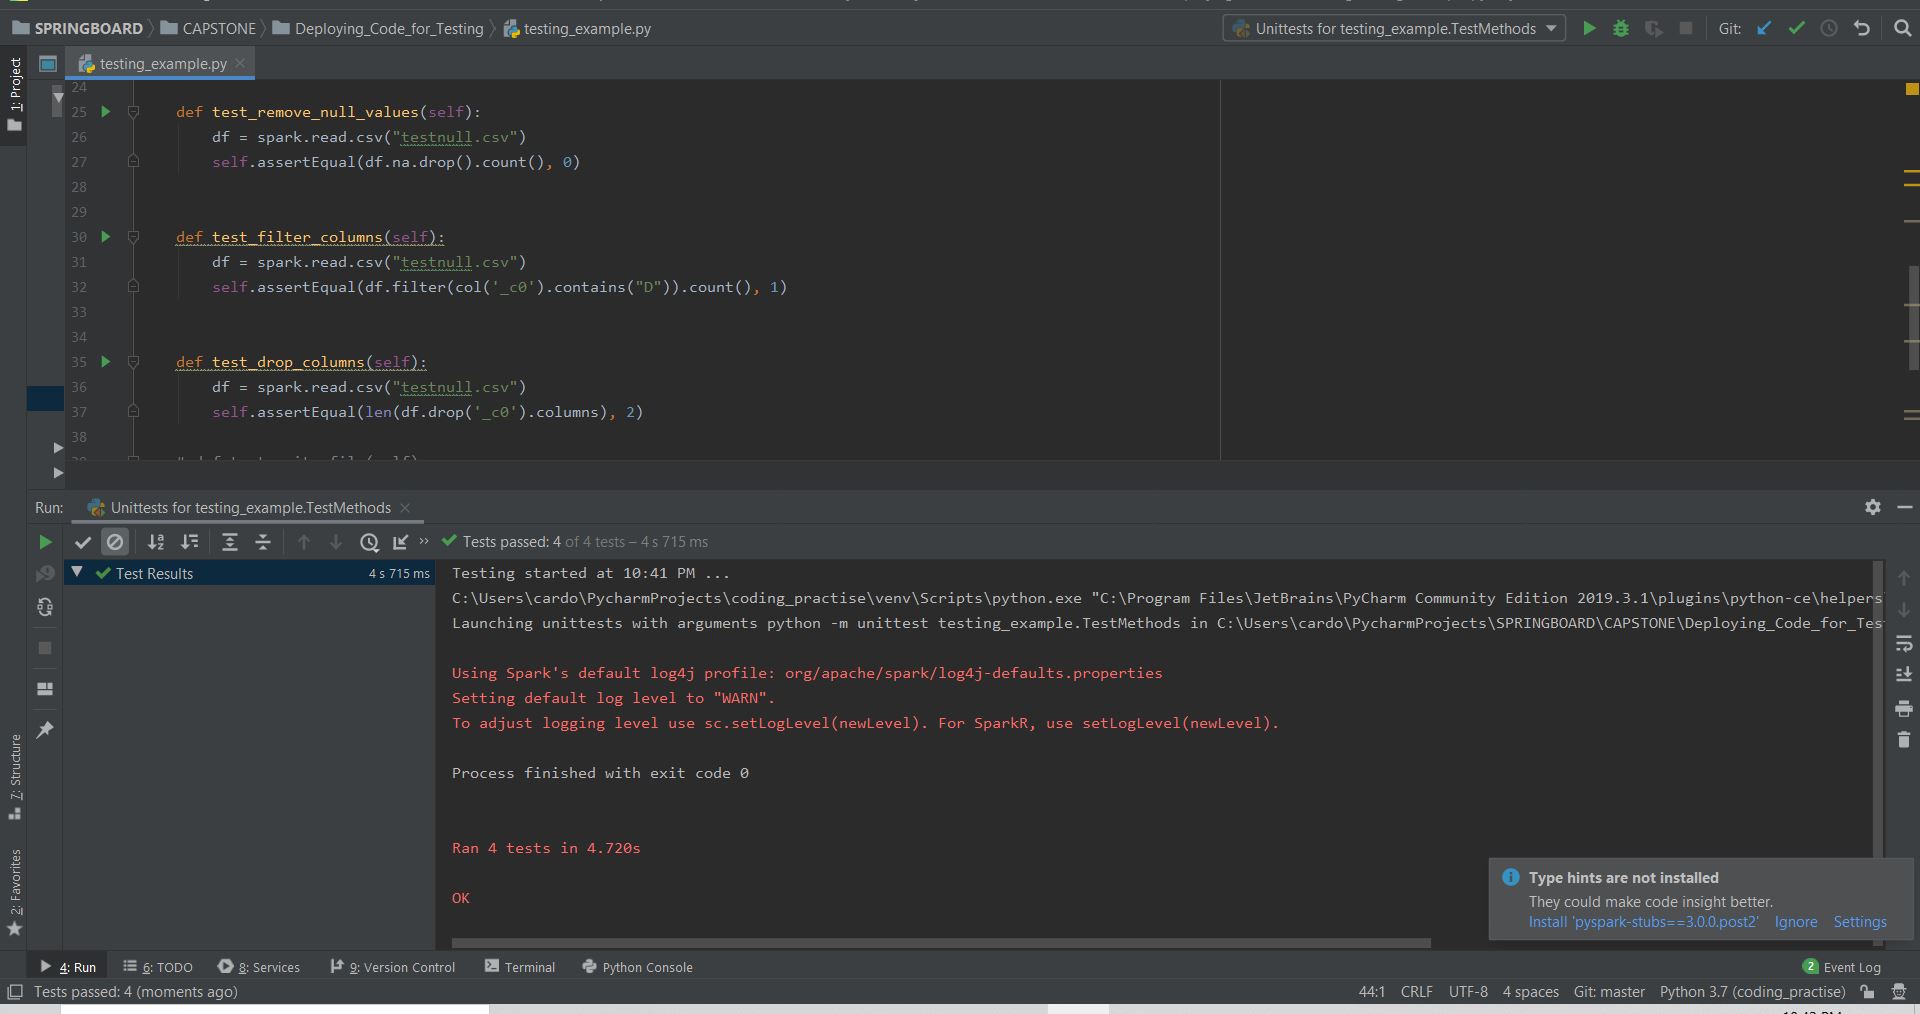 SPRINGBOARD CAPSTONE Deploying_Code_for_Testing testing_example.py Unittests for testing_example.TestMethods Git:
1: Project
testing_example.py
24
25 def test_remove_null_values(self):
26 df = spark.read.csv("testnull.csv")
27 self.assertEqual(df.na.drop().count(), 0)
28
29
30 def test_filter_columns(self):
31 df = spark.read.csv("testnull.csv")
32 self.assertEqual(df.filter(col('_c0').contains("D")).count(), 1)
33
34
35 def test_drop_columns(self):
36 df = spark.read.csv("testnull.csv")
37 self.assertEqual(len(df.drop('_c0').columns), 2)
38
Run: Unittests for testing_example.TestMethods
» Tests passed: 4 of 4 tests – 4 s 715 ms
Test Results 4 s 715 ms
Testing started at 10:41 PM ...
C:\Users\cardo\PycharmProjects\coding_practise\venv\Scripts\python.exe "C:\Program Files\JetBrains\PyCharm Community Edition 2019.3.1\plugins\python-ce\helpers
Launching unittests with arguments python -m unittest testing_example.TestMethods in C:\Users\cardo\PycharmProjects\SPRINGBOARD\CAPSTONE\Deploying_Code_for_Tes
Using Spark's default log4j profile: org/apache/spark/log4j-defaults.properties
Setting default log level to "WARN".
To adjust logging level use sc.setLogLevel(newLevel). For SparkR, use setLogLevel(newLevel).
Process finished with exit code 0
Ran 4 tests in 4.720s
OK
7: Structure
2: Favorites
Type hints are not installed
They could make code insight better.
Install 'pyspark-stubs==3.0.0.post2' Ignore Settings
4: Run 6: TODO 8: Services 9: Version Control Terminal Python Console 2 Event Log
Tests passed: 4 (moments ago) 44:1 CRLF UTF-8 4 spaces Git: master Python 3.7 (coding_practise)